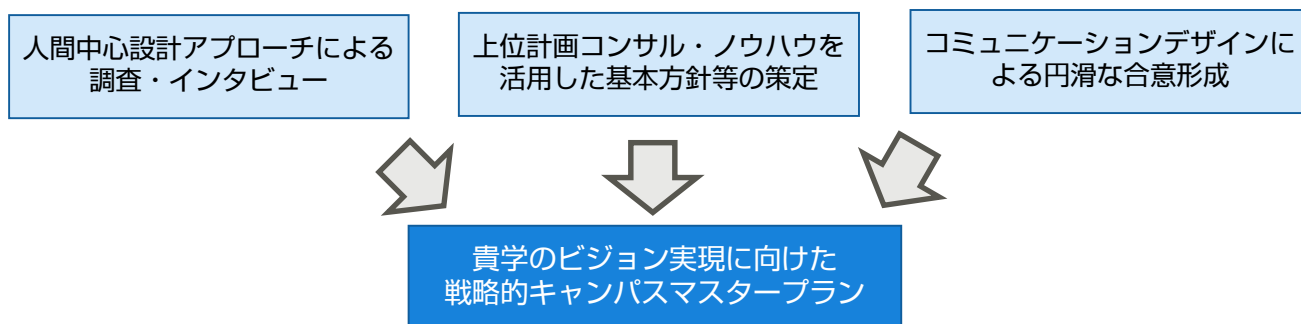 人間中心設計アプローチによる
調査・インタビュー
上位計画コンサル・ノウハウを
活用した基本方針等の策定
コミュニケーションデザインに
よる円滑な合意形成
貴学のビジョン実現に向けた
戦略的キャンパスマスタープラン